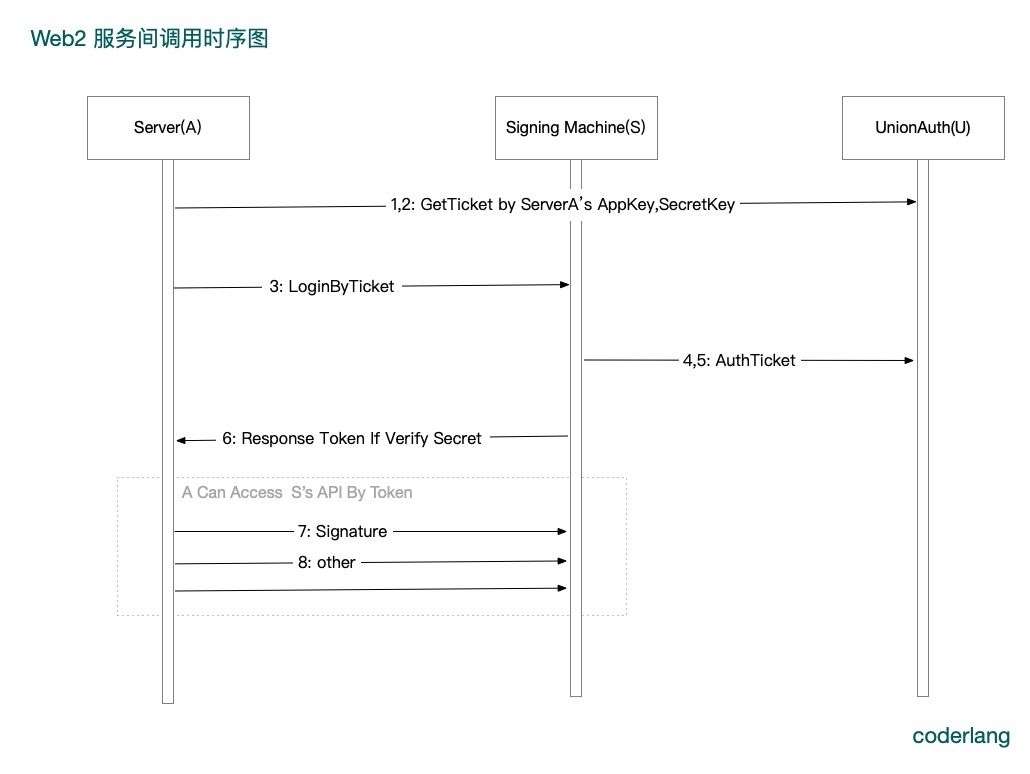 Web2 服务间调用时序图
Server(A)
Signing Machine(S)
UnionAuth(U)
1,2: GetTicket by ServerA's AppKey,SecretKey
3: LoginByTicket
4,5: AuthTicket
6: Response Token If Verify Secret
A Can Access  S's API By Token
7: Signature
8: other
coderlang